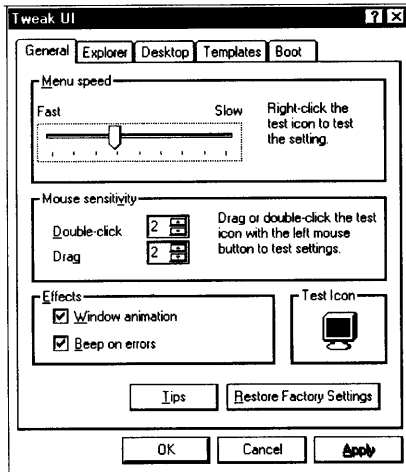 Tweak UI
General Explorer Desktop Templates Boot
Menu speed
Fast Slow
Right-click the
test icon to test
the setting.
Mouse sensitivity
Double-click 2
Drag 2
Drag or double-click the test
icon with the left mouse
button to test settings.
Effects
Window animation
Beep on errors
Test Icon
Tips Restore Factory Settings
OK Cancel Apply